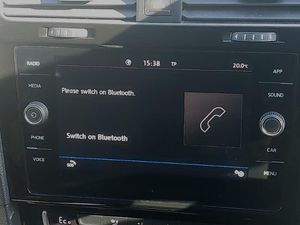 RADIO 15:38 TP 20.0°C APP
MEDIA SOUND
Please switch on Bluetooth.
PHONE
Switch on Bluetooth
VOICE CAR
SOS
MENU